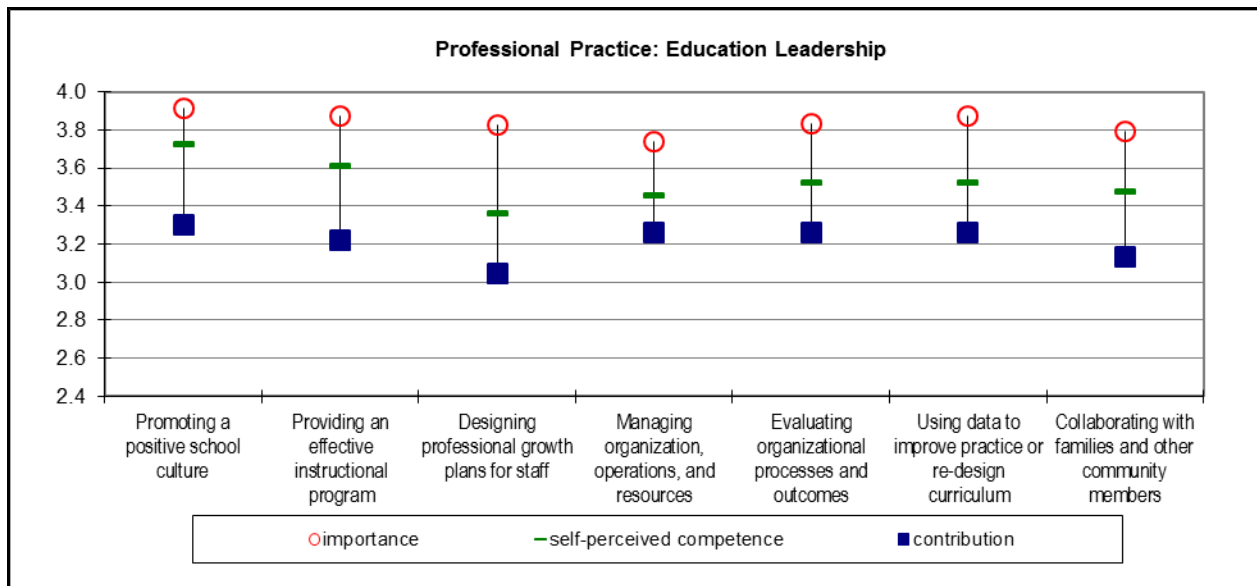 Professional Practice: Education Leadership
4.0
3.8
3.6
3.4
3.2
3.0
2.8
2.6
2.4
Promoting a
positive school
culture
Providing an
effective
instructional
program
Designing
professional growth
plans for staff
Managing
organization,
operations, and
resources
Evaluating
organizational
processes and
outcomes
Using data to
improve practice or
re-design
curriculum
Collaborating with
families and other
community
members
importance
self-perceived competence
contribution